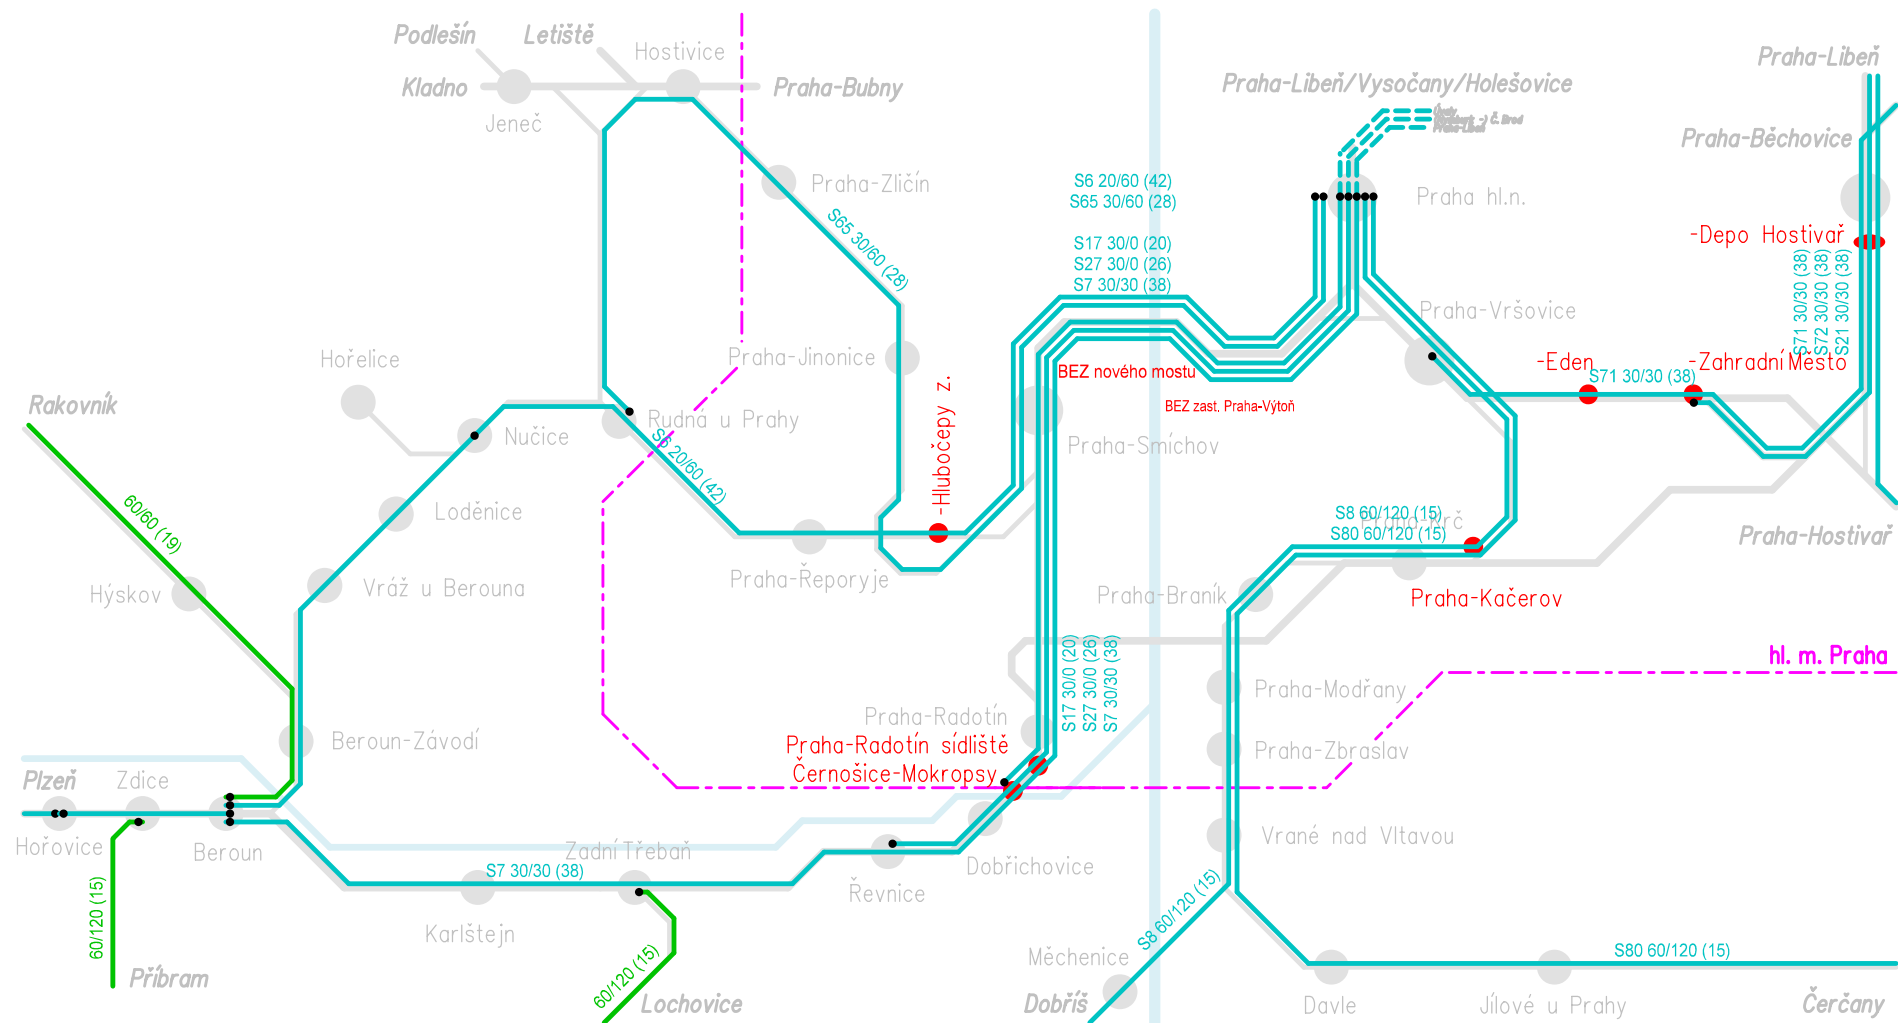 Podlešín
Letiště
Hostivice
Kladno
Praha-Bubny
Jeneč
Praha-Zličín
S65 30/60 (28)
Praha-Libeň/Vysočany/Holešovice
Č. Brod
Praha-Libeň
Praha-Libeň
Praha-Běchovice
Praha hl.n.
-Depo Hostivař
S71 30/30 (38)
S72 30/30 (38)
S21 30/30 (38)
S6 20/60 (42)
S65 30/60 (28)
S17 30/0 (20)
S27 30/0 (26)
S7 30/30 (38)
Praha-Vršovice
-Eden
-Zahradní Město
S71 30/30 (38)
Praha-Jinonice
BEZ nového mostu
BEZ zast. Praha-Výtoň
Hořelice
Rakovník
Nučice
Rudná u Prahy
S6 20/60 (42)
-Hlubočepy z.
Praha-Smíchov
60/60 (19)
Loděnice
S8 60/120 (15)
Praha-Krč
S80 60/120 (15)
Praha-Hostivař
Hýskov
Vráž u Berouna
Praha-Řeporyje
Praha-Braník
Praha-Kačerov
S17 30/0 (20)
S27 30/0 (26)
S7 30/30 (38)
hl. m. Praha
Praha-Modřany
Praha-Radotín
Praha-Radotín sídliště
Černošice-Mokropsy
Praha-Zbraslav
Beroun-Závodí
Plzeň
Zdice
Hořovice
Beroun
Zadní Třebaň
S7 30/30 (38)
Dobřichovice
Řevnice
Vrané nad Vltavou
Karlštejn
60/120 (15)
Příbram
60/120 (15)
Lochovice
Měchenice
S8 60/120 (15)
Dobříš
S80 60/120 (15)
Davle
Jílové u Prahy
Čerčany